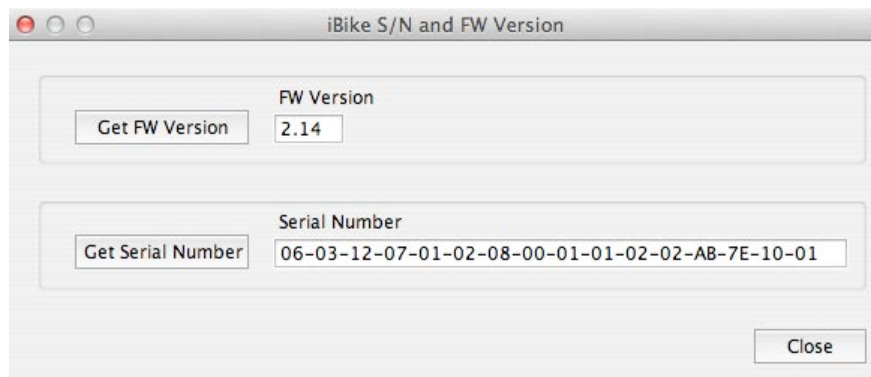 iBike S/N and FW Version
FW Version
Get FW Version
2.14
Serial Number
Get Serial Number
06-03-12-07-01-02-08-00-01-01-02-02-AB-7E-10-01
Close